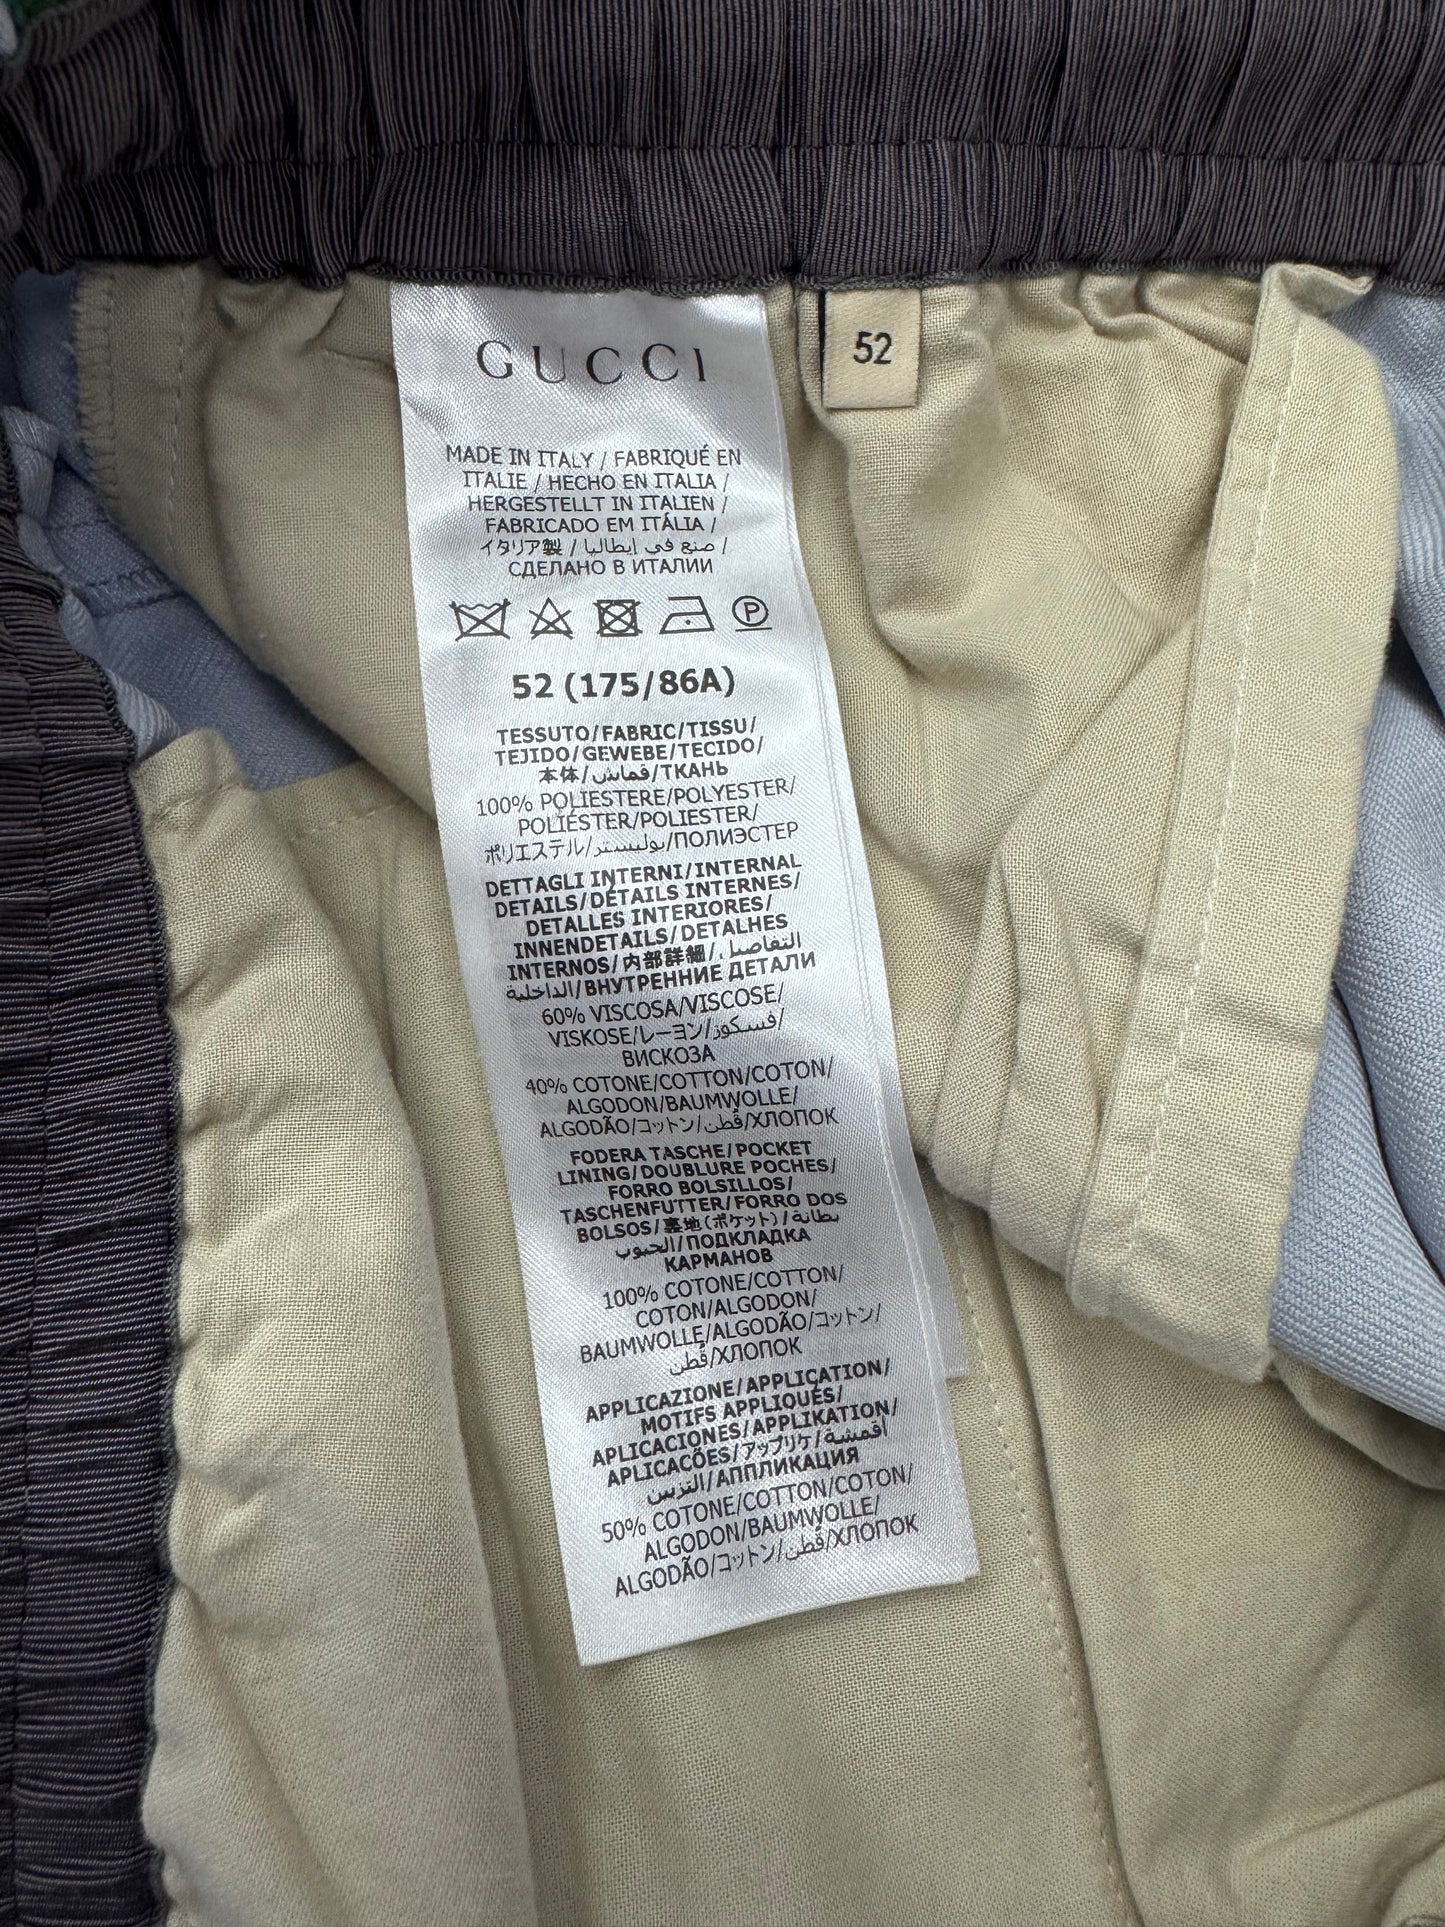 GUCCI
52
MADE IN ITALY / FABRIQUÉ EN
ITALIE / HECHO EN ITALIA /
HERGESTELLT IN ITALIEN /
FABRICADO EM ITÁLIA /
イタリア製 / صنع في إيطاليا /
СДЕЛАНО В ИТАЛИИ
P
52 (175/86A)
TESSUTO/FABRIC/TISSU/
TEJIDO/GEWEBE/TECIDO/
本体/قماش/ТКАНЬ
100% POLIESTERE/POLYESTER/
POLIÉSTER/POLIESTER/
ポリエステル/بوليستر/ПОЛИЭСТЕР
DETTAGLI INTERNI/INTERNAL
DETAILS/DÉTAILS INTERNES/
DETALLES INTERIORES/
INNENDETAILS/DETALHES
INTERNOS/内部詳細/التفاصيل
الداخلية/ВНУТРЕННИЕ ДЕТАЛИ
60% VISCOSA/VISCOSE/
VISKOSE/レーヨン/فسكوز/
ВИСКОЗА
40% COTONE/COTTON/COTON/
ALGODON/BAUMWOLLE/
ALGODÃO/コットン/قُطن/ХЛОПОК
FODERA TASCHE/POCKET
LINING/DOUBLURE POCHES/
FORRO BOLSILLOS/
TASCHENFUTTER/FORRO DOS
BOLSOS/裏地(ポケット)/بطانة
الجيوب/ПОДКЛАДКА
КАРМАНОВ
100% COTONE/COTTON/
COTON/ALGODON/
BAUMWOLLE/ALGODÃO/コットン/
قُطن/ХЛОПОК
APPLICAZIONE/APPLICATION/
MOTIFS APPLIQUÉS/
APLICACIONES/APPLIKATION/
APLICACÕES/アップリケ/أقمشة
التزيين/АППЛИКАЦИЯ
50% COTONE/COTTON/COTON/
ALGODON/BAUMWOLLE/
ALGODÃO/コットン/قُطن/ХЛОПОК